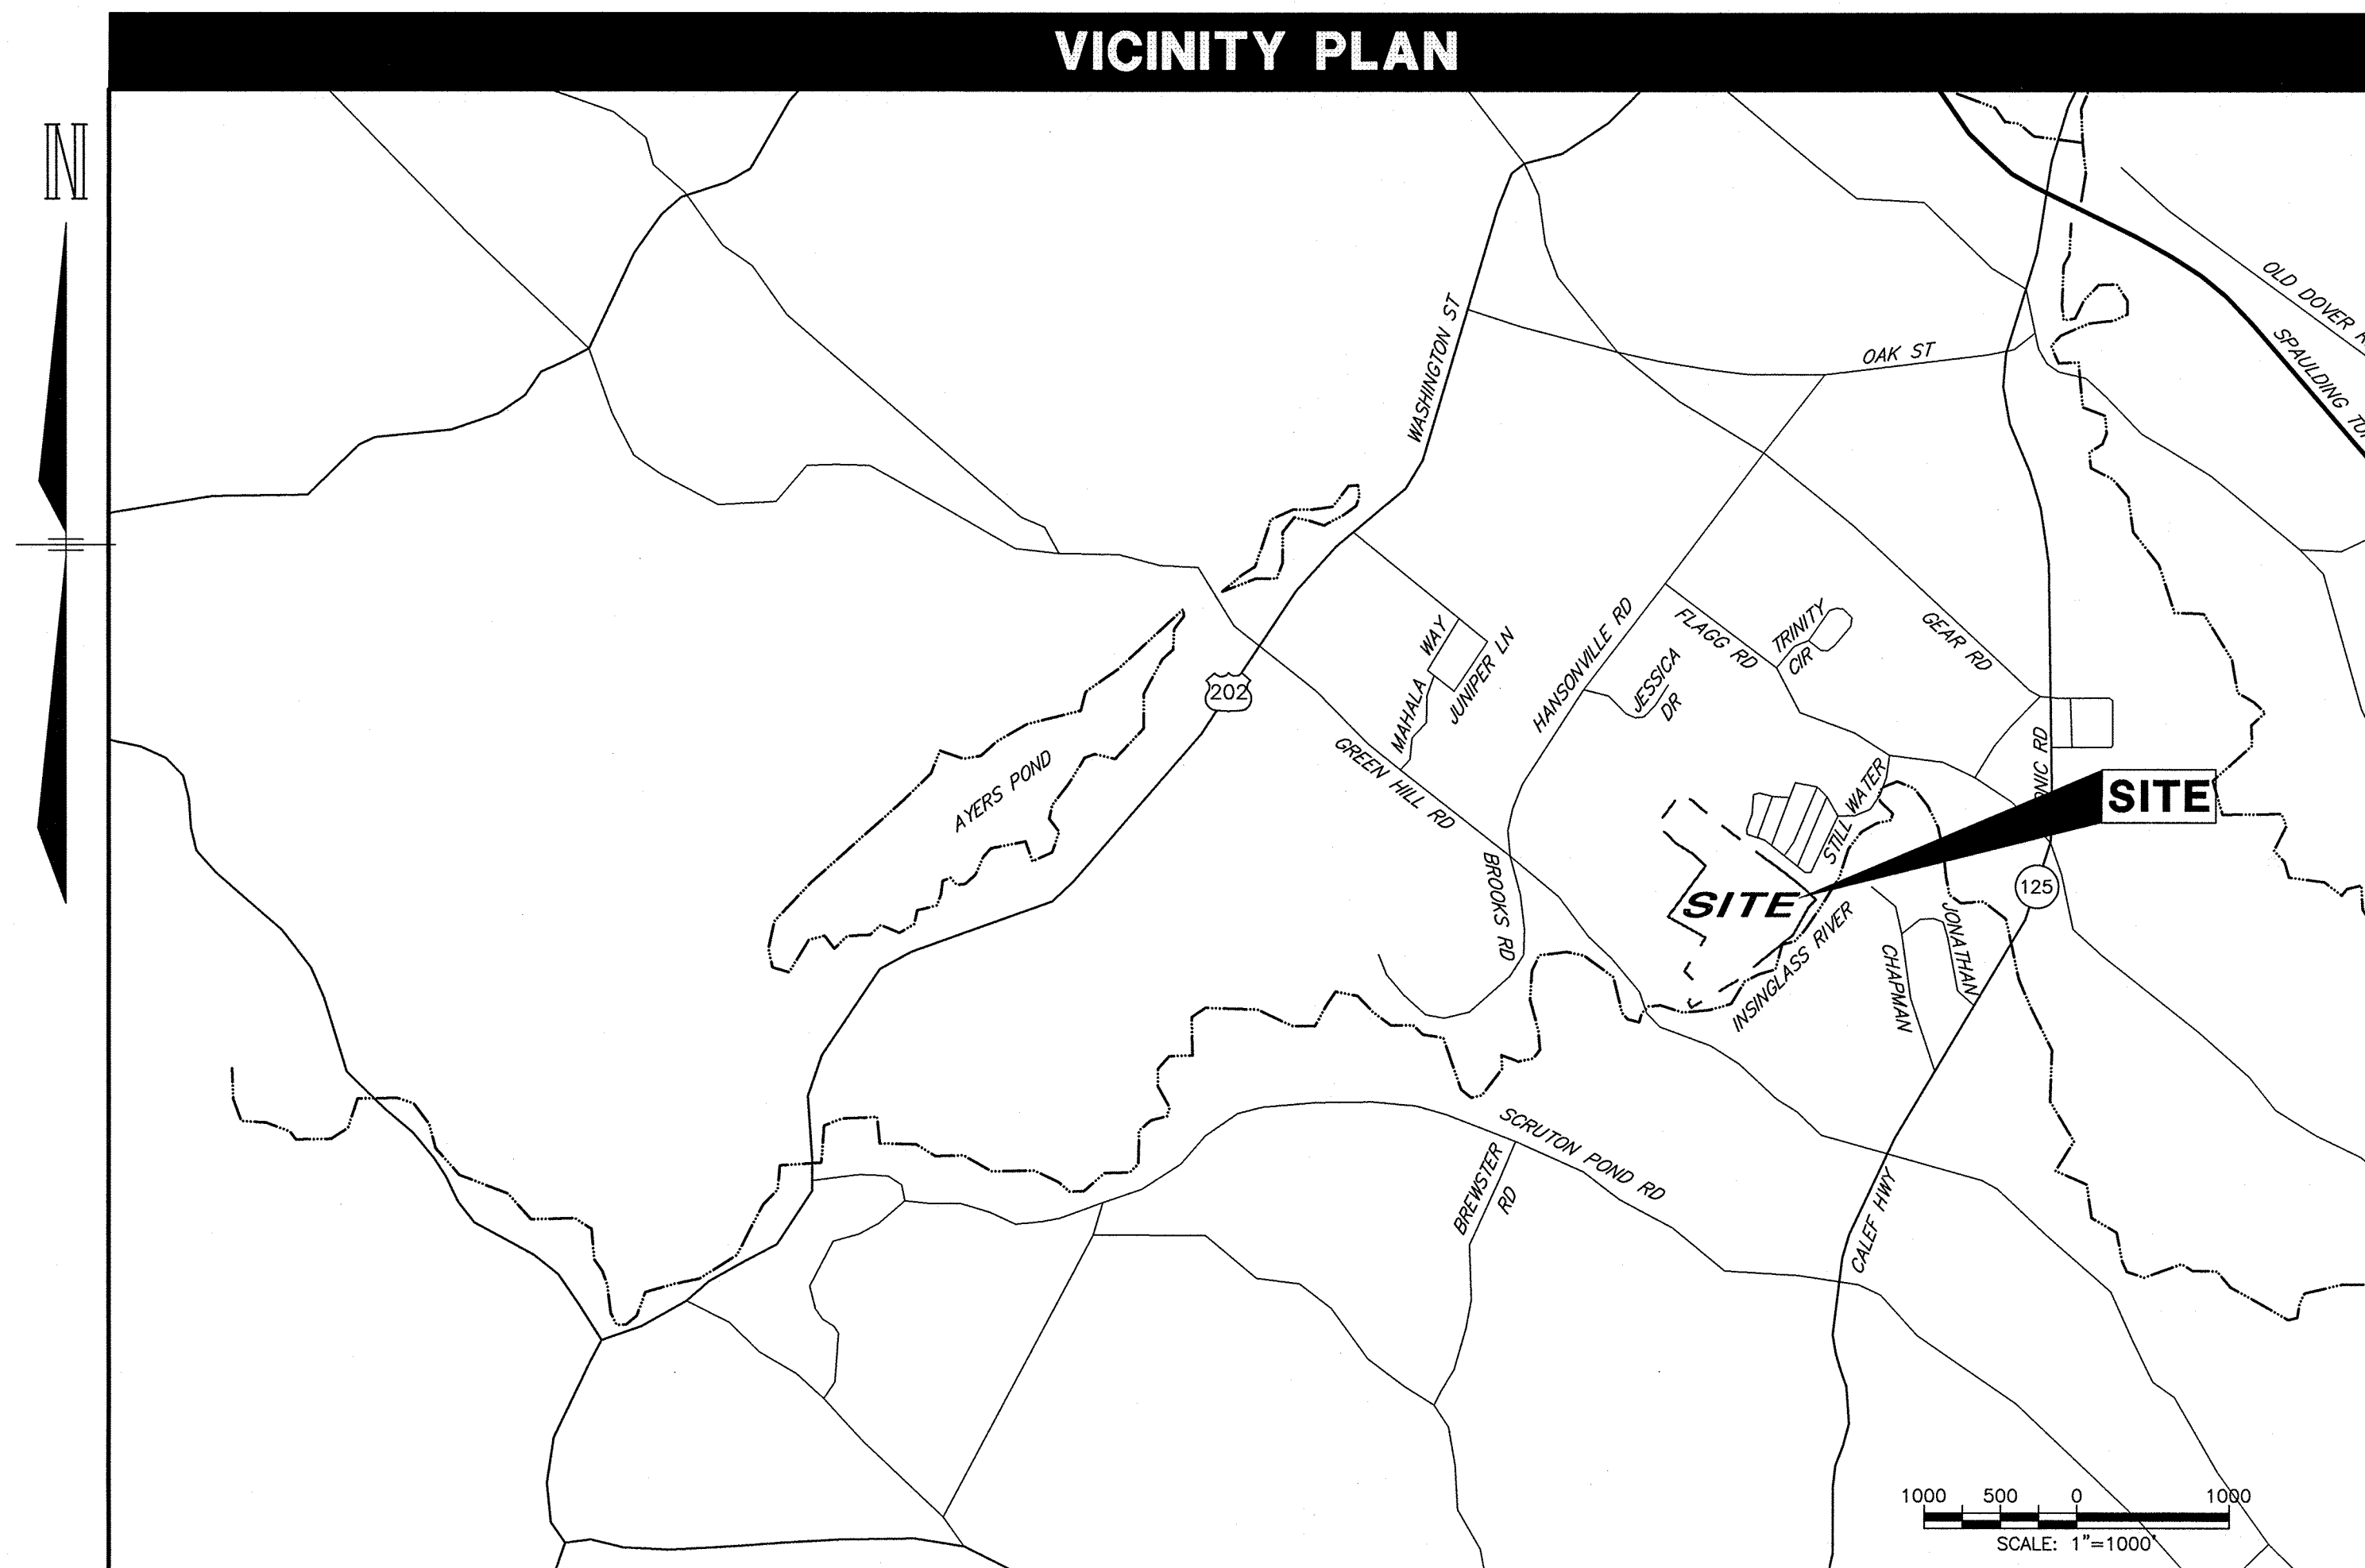 VICINITY PLAN
N
OLD DOVER
SPAULDING
WASHINGTON ST
OAK ST
MAHALA WAY
JUNIPER LN
HANSONVILLE RD
FLAGG RD
TRINITY
CIR
GEAR RD
JESSICA
DR
202
GREEN HILL RD
AYERS POND
STILL WATER
RD
SITE
SITE
125
BROOKS RD
INSINGLASS RIVER
CHAPMAN
JONATHAN
SCRUTON POND RD
BREWSTER
RD
CALEF HWY
1000 500 0 1000
SCALE: 1"=1000'